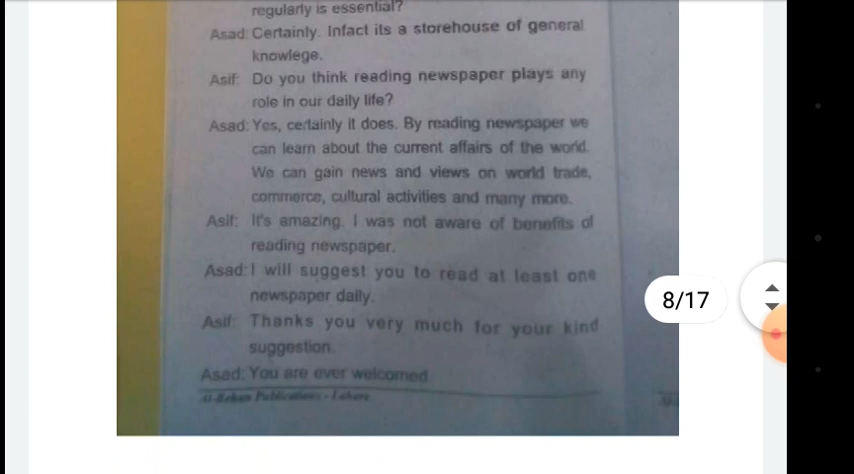 regularly is essential?
Asad: Certainly. Infact its a storehouse of general
knowlege.
Asif: Do you think reading newspaper plays any
role in our daily life?
Asad: Yes, certainly it does. By reading newspaper we
can learn about the current affairs of the world.
We can gain news and views on world trade,
commerce, cultural activities and many more.
Asif: It's amazing. I was not aware of benefits of
reading newspaper.
Asad: I will suggest you to read at least one
newspaper daily.
8/17
Asif: Thanks you very much for your kind
suggestion.
Asad: You are ever welcomed.
Al-Rehan Publications - Lahore